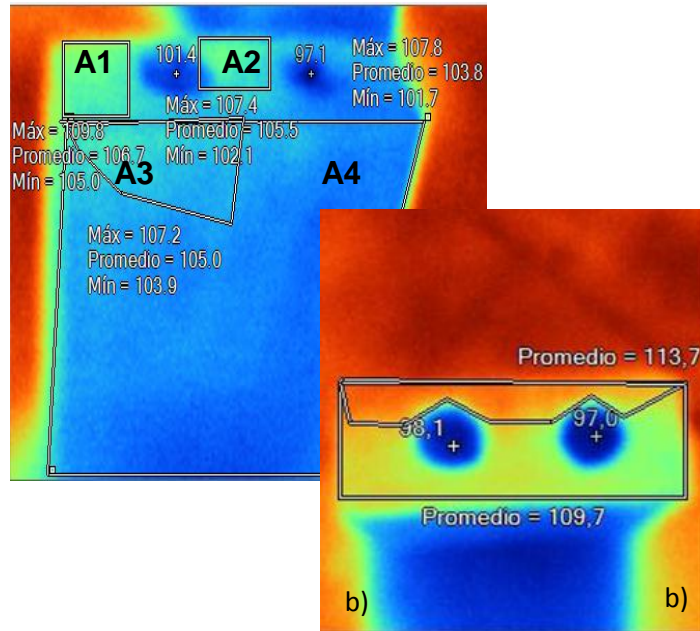 A1
101.4
A2
97.1
Máx = 107.8
Promedio = 103.8
Mín = 101.7
Máx = 107.4
Promedio = 105.5
Mín = 102.1
Máx = 109.8
Promedio = 106.7
Mín = 105.0
A3
A4
Máx = 107.2
Promedio = 105.0
Mín = 103.9
Promedio = 113,7
98,1
97,0
Promedio = 109,7
b)
b)